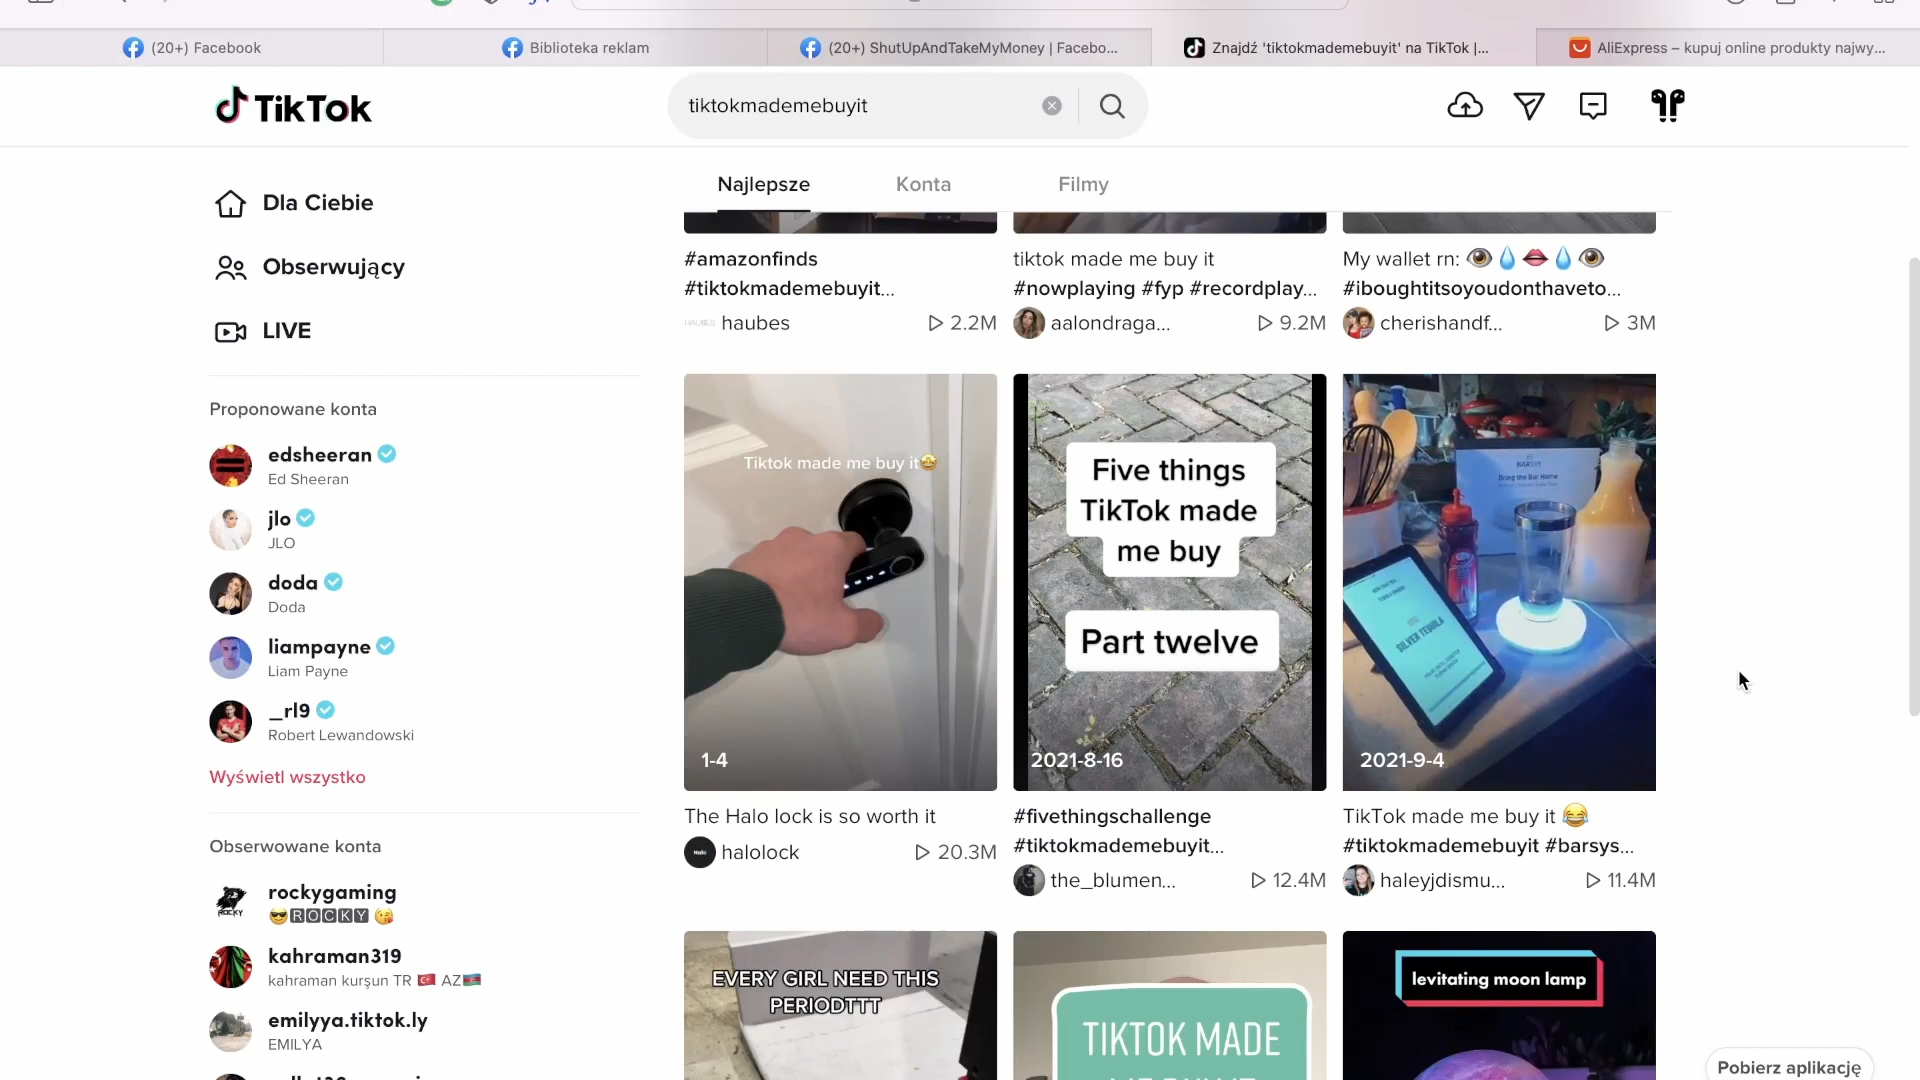 (20+) Facebook
Biblioteka reklam
(20+) ShutUpAndTakeMyMoney | Facebo...
Znajdź 'tiktokmademebuyit' na TikTok |...
AliExpress – kupuj online produkty najwy...
TikTok
tiktokmademebuyit
Najlepsze
Konta
Filmy
Dla Ciebie
Obserwujący
LIVE
Proponowane konta
edsheeran
Ed Sheeran
jlo
JLO
doda
Doda
liampayne
Liam Payne
_rl9
Robert Lewandowski
Wyświetl wszystko
Obserwowane konta
rockygaming
😎🆁🅾🅲🅺🆈 😘
kahraman319
kahraman kurşun TR 🇹🇷 AZ🇦🇿
emilyya.tiktok.ly
EMILYA
#amazonfinds
#tiktokmademebuyit...
haubes
2.2M
tiktok made me buy it
#nowplaying #fyp #recordplay...
aalondraga...
9.2M
My wallet rn: 👁💧👄💧👁
#iboughtitsoyoudonthaveto...
cherishandf...
3M
Tiktok made me buy it🤩
1-4
The Halo lock is so worth it
halolock
20.3M
Five things
TikTok made
me buy
Part twelve
2021-8-16
#fivethingschallenge
#tiktokmademebuyit...
the_blumen...
12.4M
BARSYS
Bring the Bar Home
SILVER TEQUILA
2021-9-4
TikTok made me buy it 😂
#tiktokmademebuyit #barsys...
haleyjdismu...
11.4M
EVERY GIRL NEED THIS
PERIODTTT
TIKTOK MADE
levitating moon lamp
Pobierz aplikację